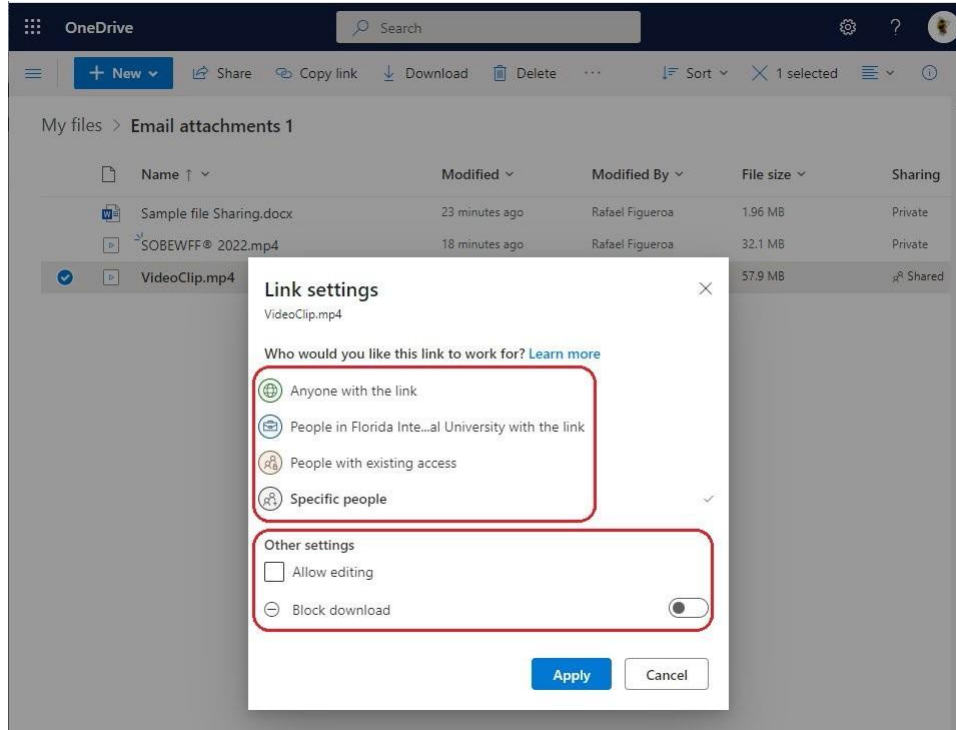 OneDrive Search ?
+ New Share Copy link Download Delete ... Sort 1 selected
My files > Email attachments 1
Name ↑ Modified Modified By File size Sharing
Sample file Sharing.docx 23 minutes ago Rafael Figueroa 1.96 MB Private
SOBEWFF® 2022.mp4 18 minutes ago Rafael Figueroa 32.1 MB Private
VideoClip.mp4 57.9 MB Shared
Link settings
VideoClip.mp4
Who would you like this link to work for? Learn more
Anyone with the link
People in Florida Inte...al University with the link
People with existing access
Specific people
Other settings
Allow editing
Block download
Apply Cancel